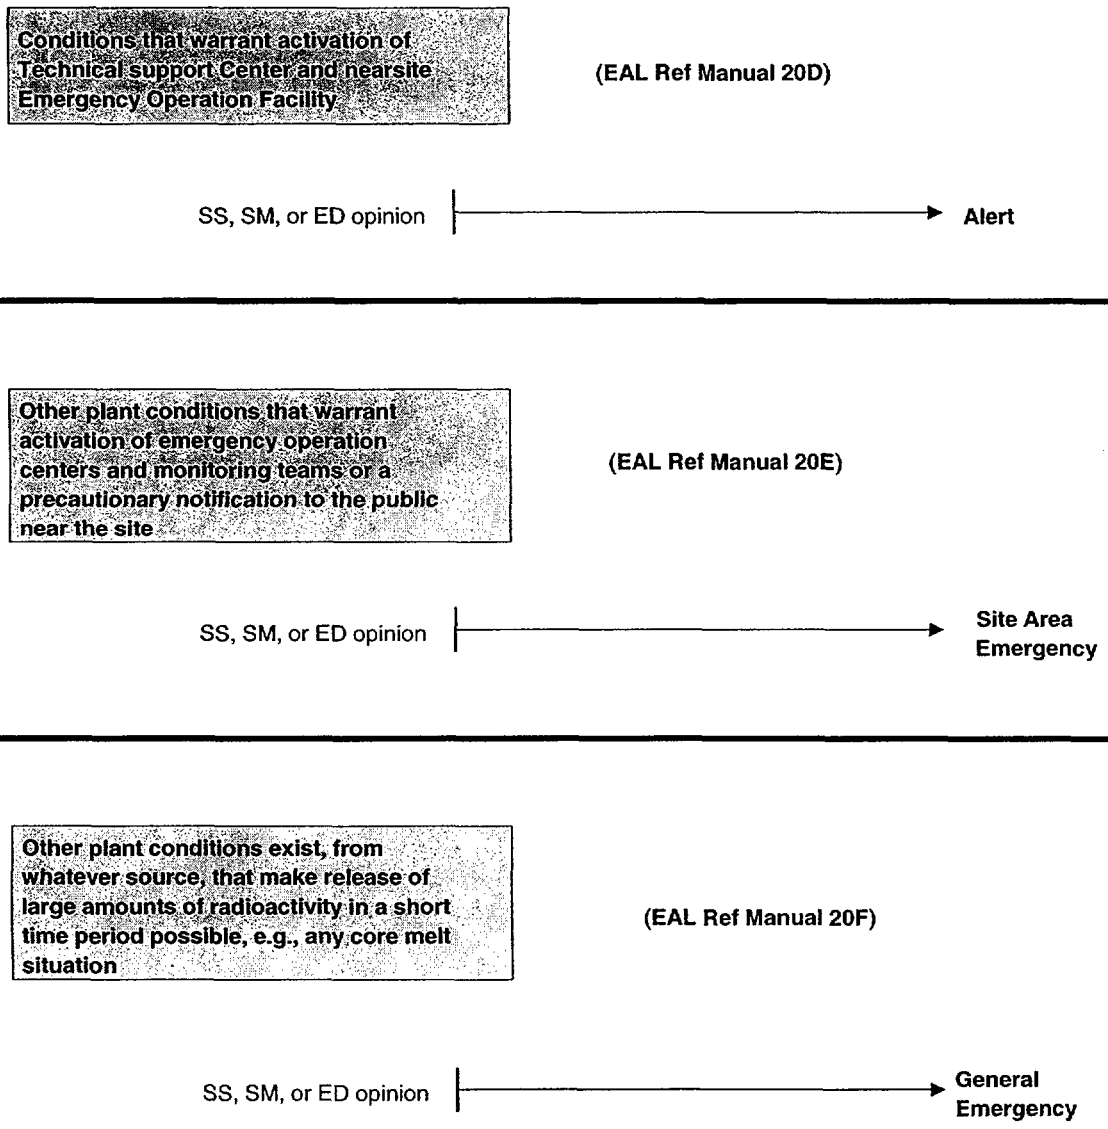 Conditions that warrant activation of
Technical support Center and nearsite
Emergency Operation Facility
(EAL Ref Manual 20D)
SS, SM, or ED opinion
Alert
Other plant conditions that warrant
activation of emergency operation
centers and monitoring teams or a
precautionary notification to the public
near the site
(EAL Ref Manual 20E)
SS, SM, or ED opinion
Site Area
Emergency
Other plant conditions exist, from
whatever source, that make release of
large amounts of radioactivity in a short
time period possible, e.g., any core melt
situation
(EAL Ref Manual 20F)
SS, SM, or ED opinion
General
Emergency